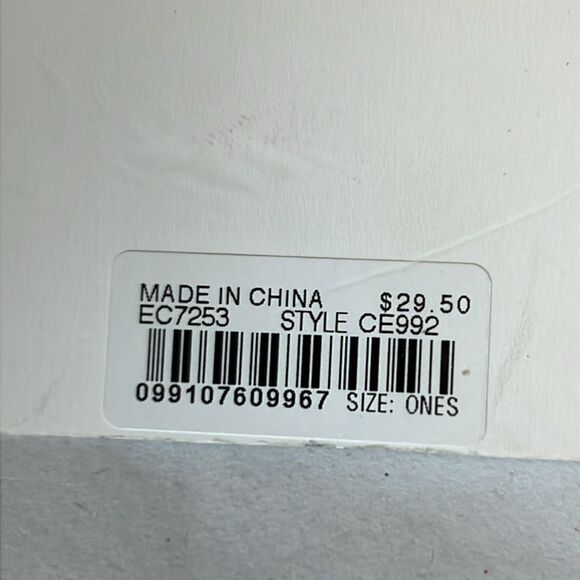 MADE IN CHINA $29.50
EC7253 STYLE CE992
099107609967 SIZE: ONES